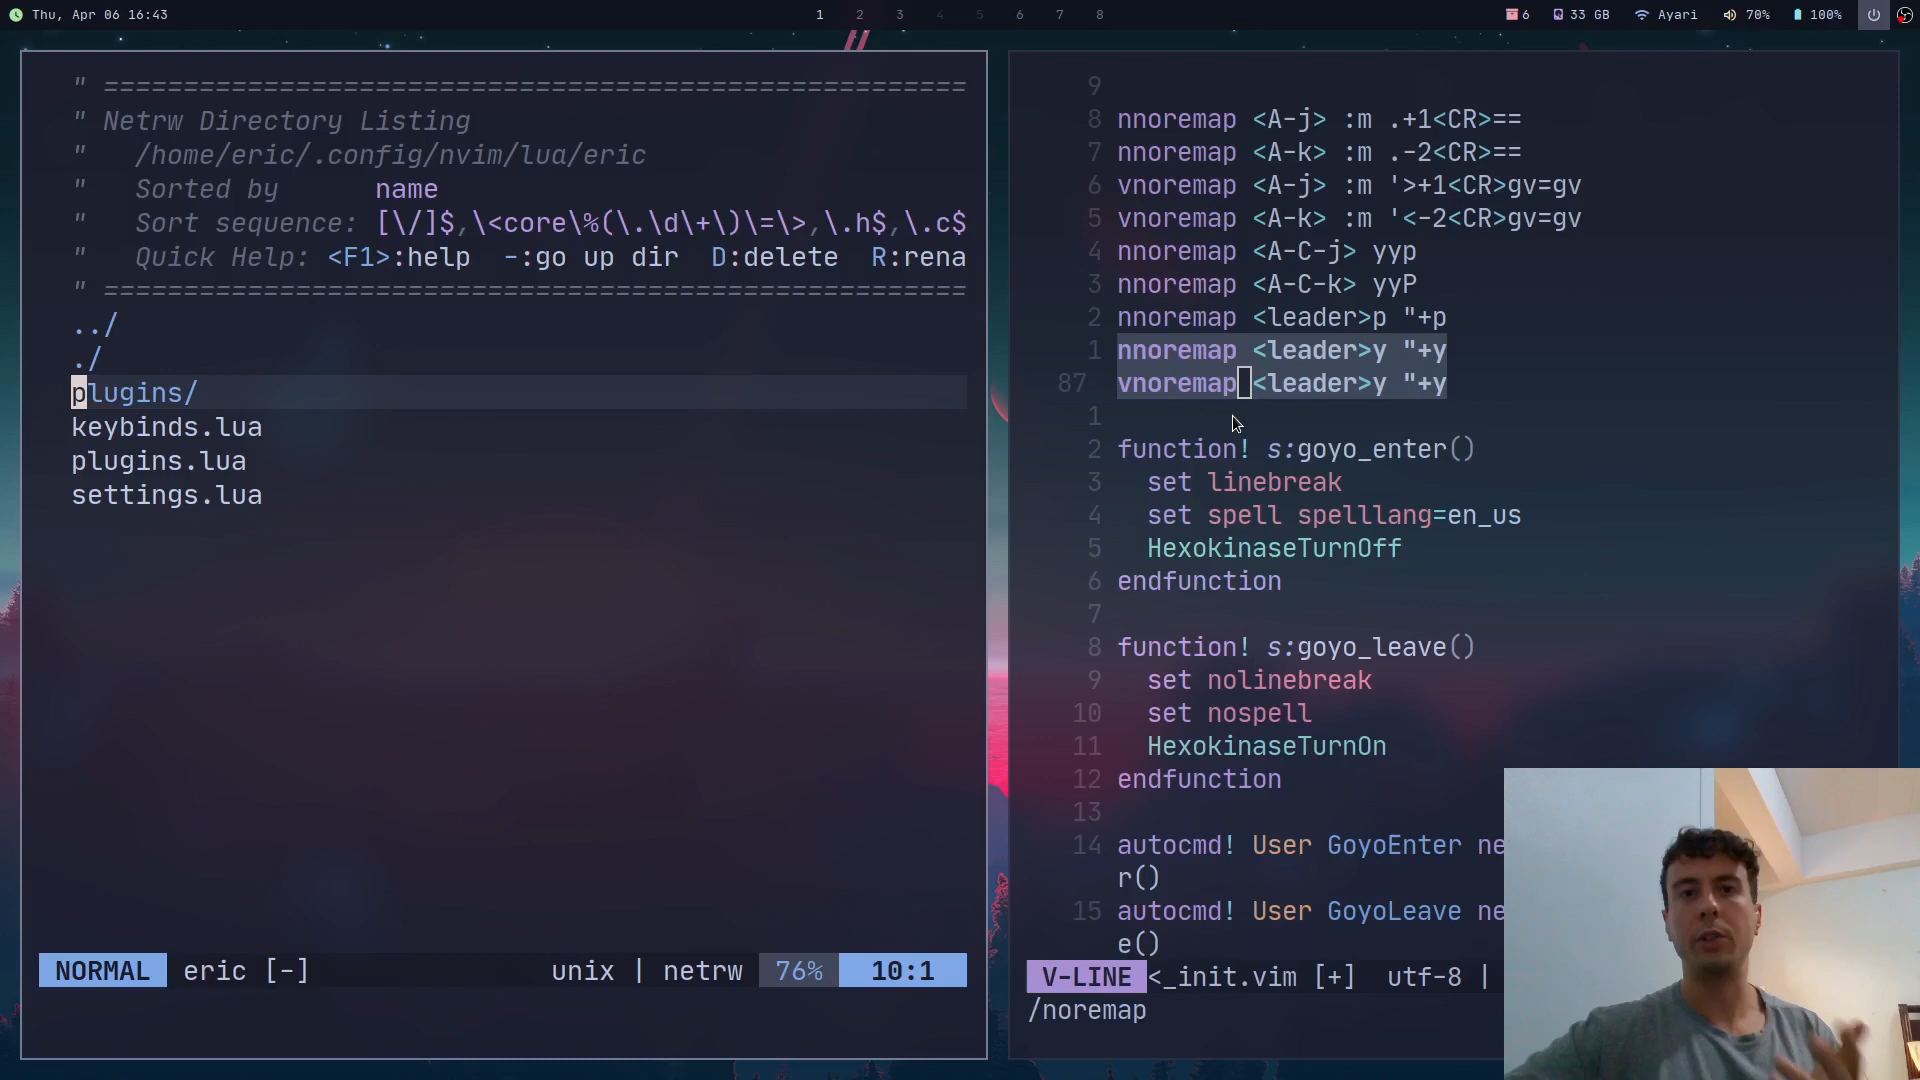 Thu, Apr 06 16:43
1 2 3 4 5 6 7 8
6 33 GB Ayari 70% 100%
" ======================================================
" Netrw Directory Listing
"   /home/eric/.config/nvim/lua/eric
"   Sorted by      name
"   Sort sequence: [\/]$,\<core\%(\.\d\+\)\=\>,\.h$,\.c$
"   Quick Help: <F1>:help  -:go up dir  D:delete  R:rena
" ======================================================
../
./
plugins/
keybinds.lua
plugins.lua
settings.lua
NORMAL eric [-] unix | netrw 76% 10:1
9
8 nnoremap <A-j> :m .+1<CR>==
7 nnoremap <A-k> :m .-2<CR>==
6 vnoremap <A-j> :m '>+1<CR>gv=gv
5 vnoremap <A-k> :m '<-2<CR>gv=gv
4 nnoremap <A-C-j> yyp
3 nnoremap <A-C-k> yyP
2 nnoremap <leader>p "+p
1 nnoremap <leader>y "+y
87 vnoremap <leader>y "+y
1
2 function! s:goyo_enter()
3   set linebreak
4   set spell spelllang=en_us
5   HexokinaseTurnOff
6 endfunction
7
8 function! s:goyo_leave()
9   set nolinebreak
10   set nospell
11   HexokinaseTurnOn
12 endfunction
13
14 autocmd! User GoyoEnter ne
r()
15 autocmd! User GoyoLeave ne
e()
V-LINE <_init.vim [+] utf-8 |
/noremap